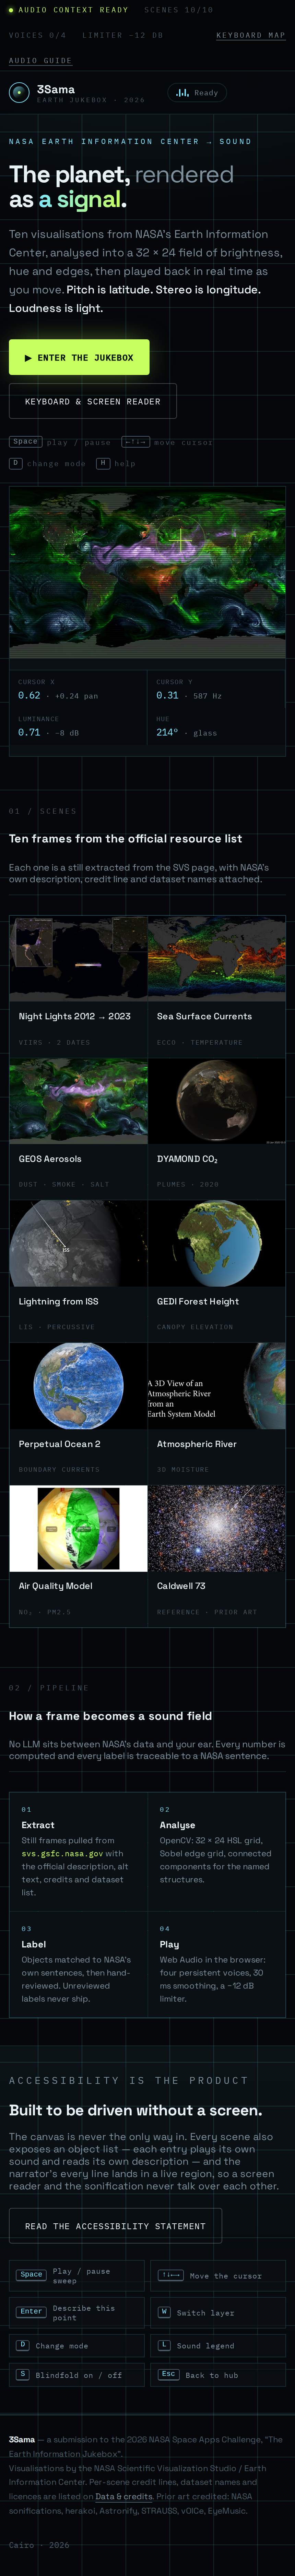 AUDIO CONTEXT READY SCENES 10/10
VOICES 0/4 LIMITER −12 DB KEYBOARD MAP
AUDIO GUIDE
3Sama
EARTH JUKEBOX · 2026
Ready
NASA EARTH INFORMATION CENTER → SOUND
The planet, rendered
as a signal.
Ten visualisations from NASA's Earth Information
Center, analysed into a 32 × 24 field of brightness,
hue and edges, then played back in real time as
you move. Pitch is latitude. Stereo is longitude.
Loudness is light.
▶ ENTER THE JUKEBOX
KEYBOARD & SCREEN READER
Space play / pause ←↑↓→ move cursor
D change mode H help
CURSOR X
0.62 · +0.24 pan
CURSOR Y
0.31 · 587 Hz
LUMINANCE
0.71 · −8 dB
HUE
214° · glass
01 / SCENES
Ten frames from the official resource list
Each one is a still extracted from the SVS page, with NASA's
own description, credit line and dataset names attached.
Night Lights 2012 → 2023
VIIRS · 2 DATES
Sea Surface Currents
ECCO · TEMPERATURE
GEOS Aerosols
DUST · SMOKE · SALT
DYAMOND CO₂
PLUMES · 2020
ISS
Lightning from ISS
LIS · PERCUSSIVE
GEDI Forest Height
CANOPY ELEVATION
Perpetual Ocean 2
BOUNDARY CURRENTS
A 3D View of an
Atmospheric River
from an
Earth System Model
Atmospheric River
3D MOISTURE
Air Quality Model
NO₂ · PM2.5
Caldwell 73
REFERENCE · PRIOR ART
02 / PIPELINE
How a frame becomes a sound field
No LLM sits between NASA's data and your ear. Every number is
computed and every label is traceable to a NASA sentence.
01
Extract
Still frames pulled from
svs.gsfc.nasa.gov with
the official description, alt
text, credits and dataset
list.
02
Analyse
OpenCV: 32 × 24 HSL grid,
Sobel edge grid, connected
components for the named
structures.
03
Label
Objects matched to NASA's
own sentences, then hand-
reviewed. Unreviewed
labels never ship.
04
Play
Web Audio in the browser:
four persistent voices, 30
ms smoothing, a −12 dB
limiter.
ACCESSIBILITY IS THE PRODUCT
Built to be driven without a screen.
The canvas is never the only way in. Every scene also
exposes an object list — each entry plays its own
sound and reads its own description — and the
narrator's every line lands in a live region, so a screen
reader and the sonification never talk over each other.
READ THE ACCESSIBILITY STATEMENT
Space Play / pause
sweep
↑↓←→ Move the cursor
Enter Describe this
point
W Switch layer
D Change mode
L Sound legend
S Blindfold on / off
Esc Back to hub
3Sama — a submission to the 2026 NASA Space Apps Challenge, "The
Earth Information Jukebox".
Visualisations by the NASA Scientific Visualization Studio / Earth
Information Center. Per-scene credit lines, dataset names and
licences are listed on Data & credits. Prior art credited: NASA
sonifications, herakoi, Astronify, STRAUSS, vOICe, EyeMusic.
Cairo · 2026